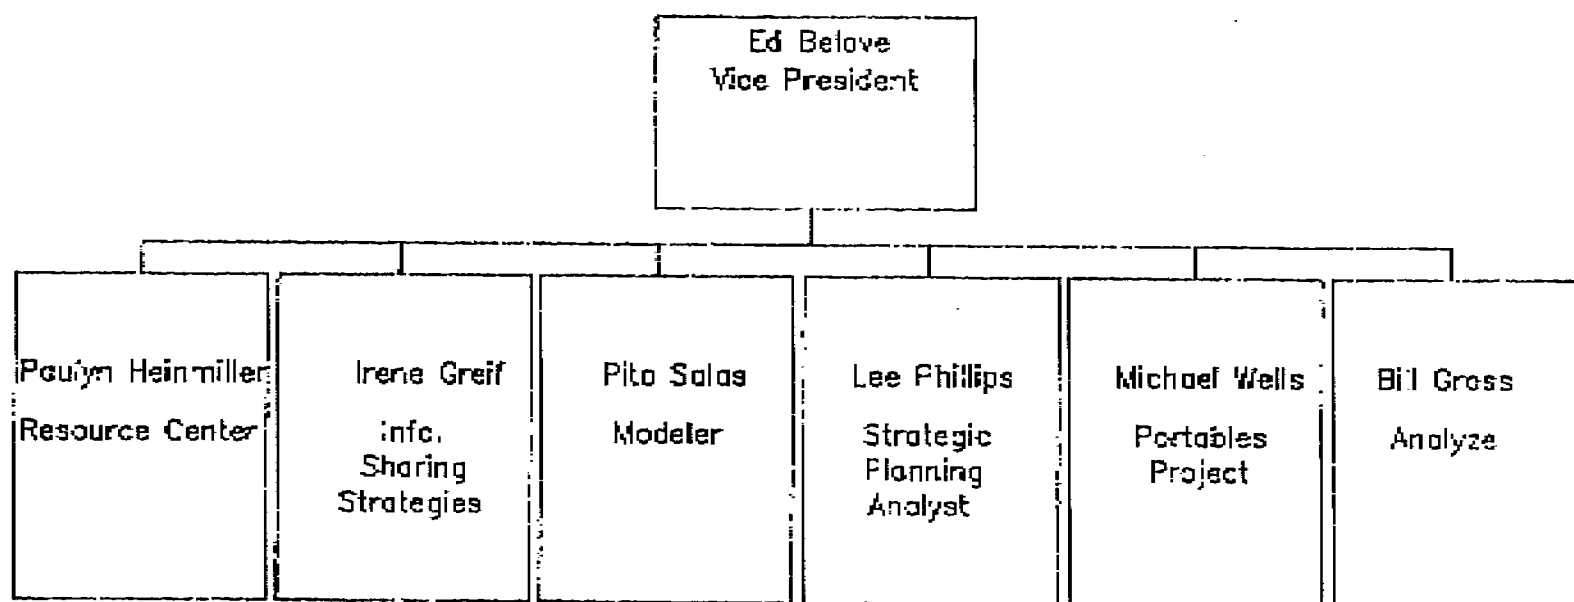 Ed Belove
Vice President
Paulyn Heinmiller
Resource Center
Irene Greif
Info.
Sharing
Strategies
Pito Salas
Modeler
Lee Phillips
Strategic
Planning
Analyst
Michael Wells
Portables
Project
Bill Gross
Analyze